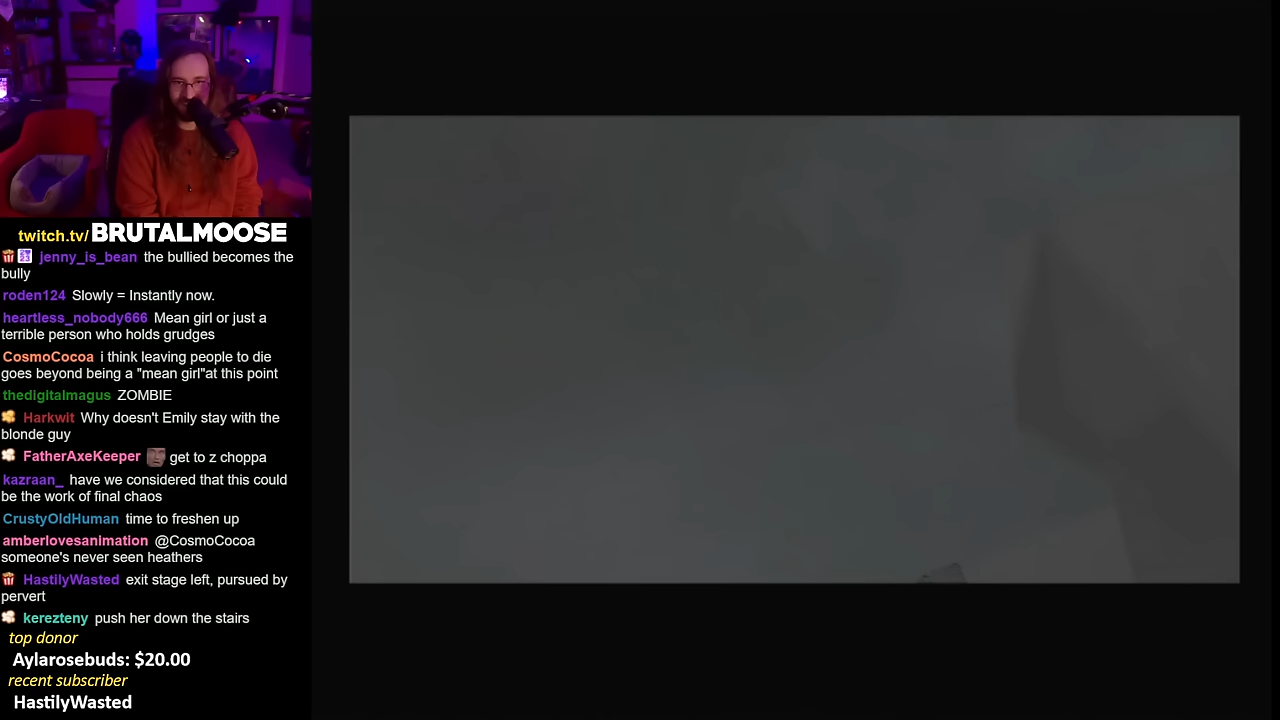 twitch.tv/BRUTALMOOSE
jenny_is_bean the bullied becomes the
bully
roden124 Slowly = Instantly now.
heartless_nobody666 Mean girl or just a
terrible person who holds grudges
CosmoCocoa i think leaving people to die
goes beyond being a "mean girl"at this point
thedigitalmagus ZOMBIE
Harkwit Why doesn't Emily stay with the
blonde guy
FatherAxeKeeper get to z choppa
kazraan_ have we considered that this could
be the work of final chaos
CrustyOldHuman time to freshen up
amberlovesanimation @CosmoCocoa
someone's never seen heathers
HastilyWasted exit stage left, pursued by
pervert
kerezteny push her down the stairs
top donor
Aylarosebuds: $20.00
recent subscriber
HastilyWasted